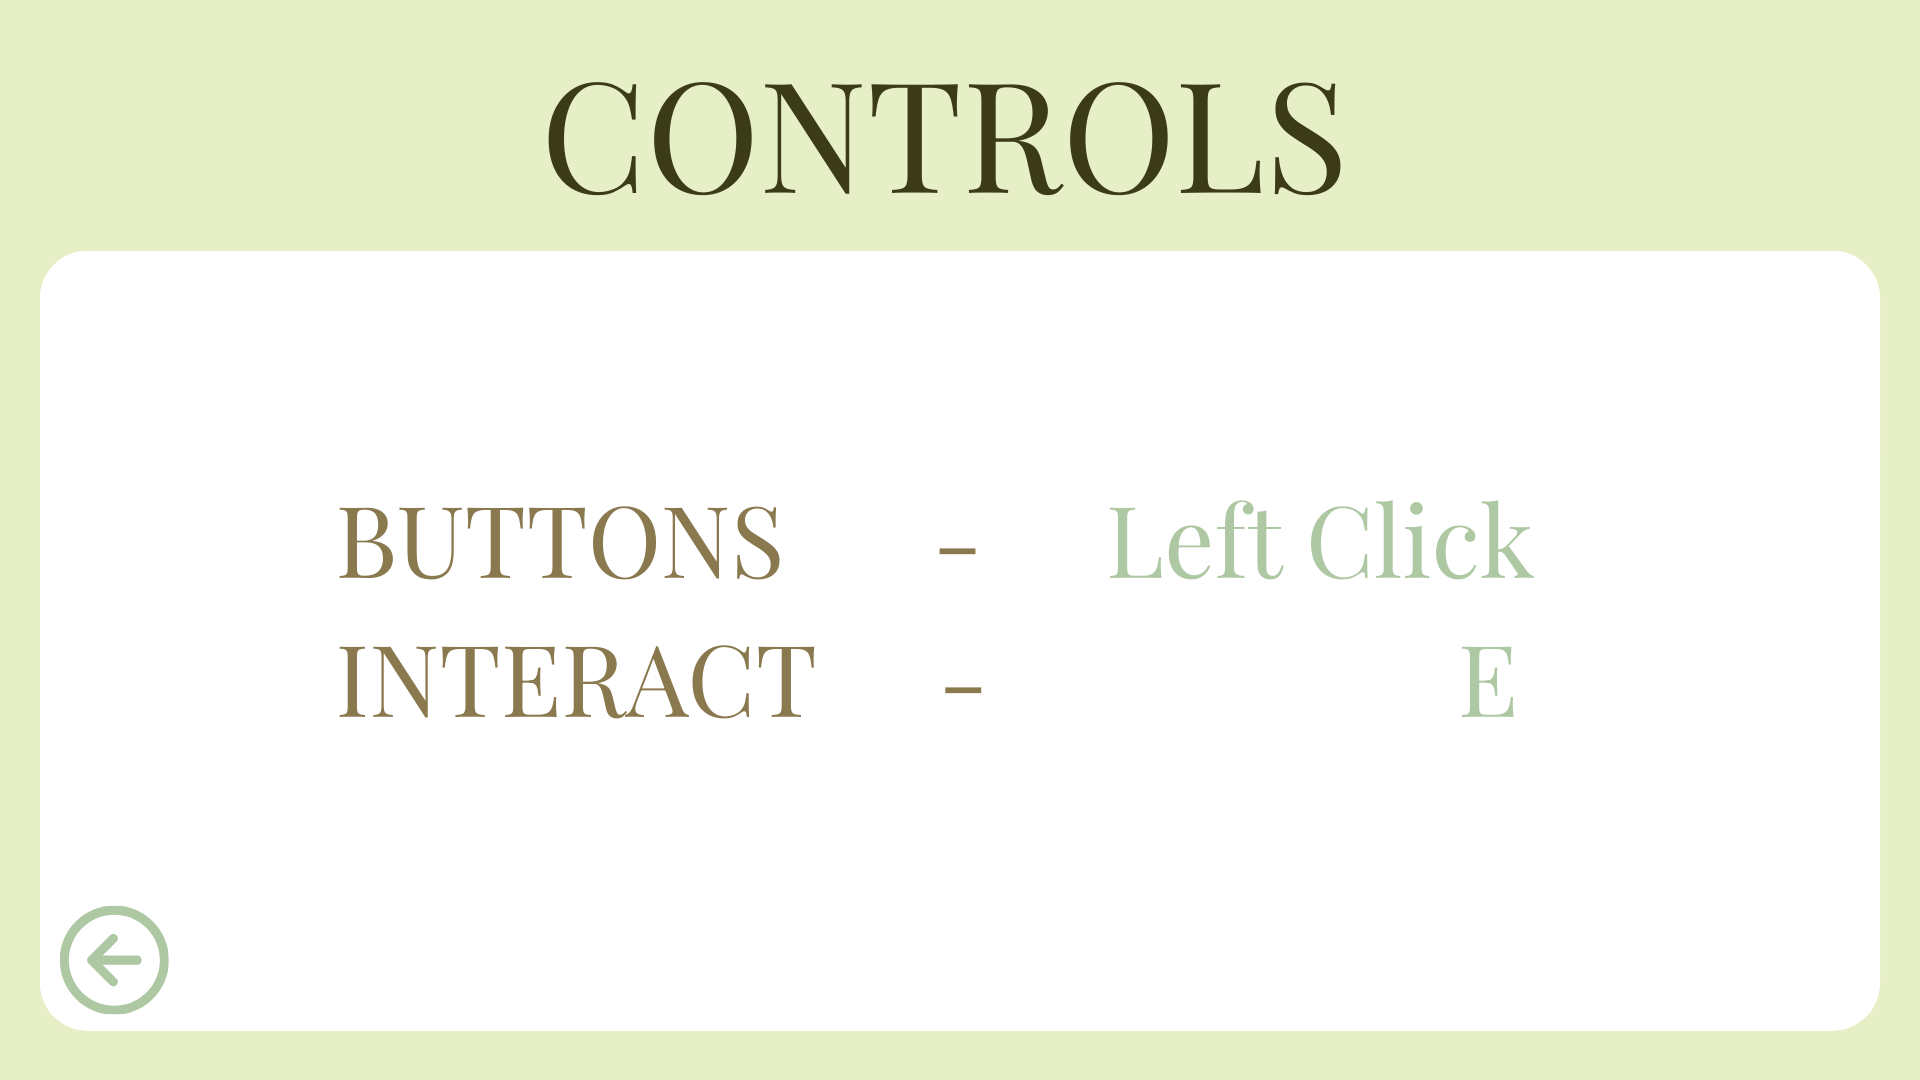 CONTROLS
BUTTONS - Left Click
INTERACT - E